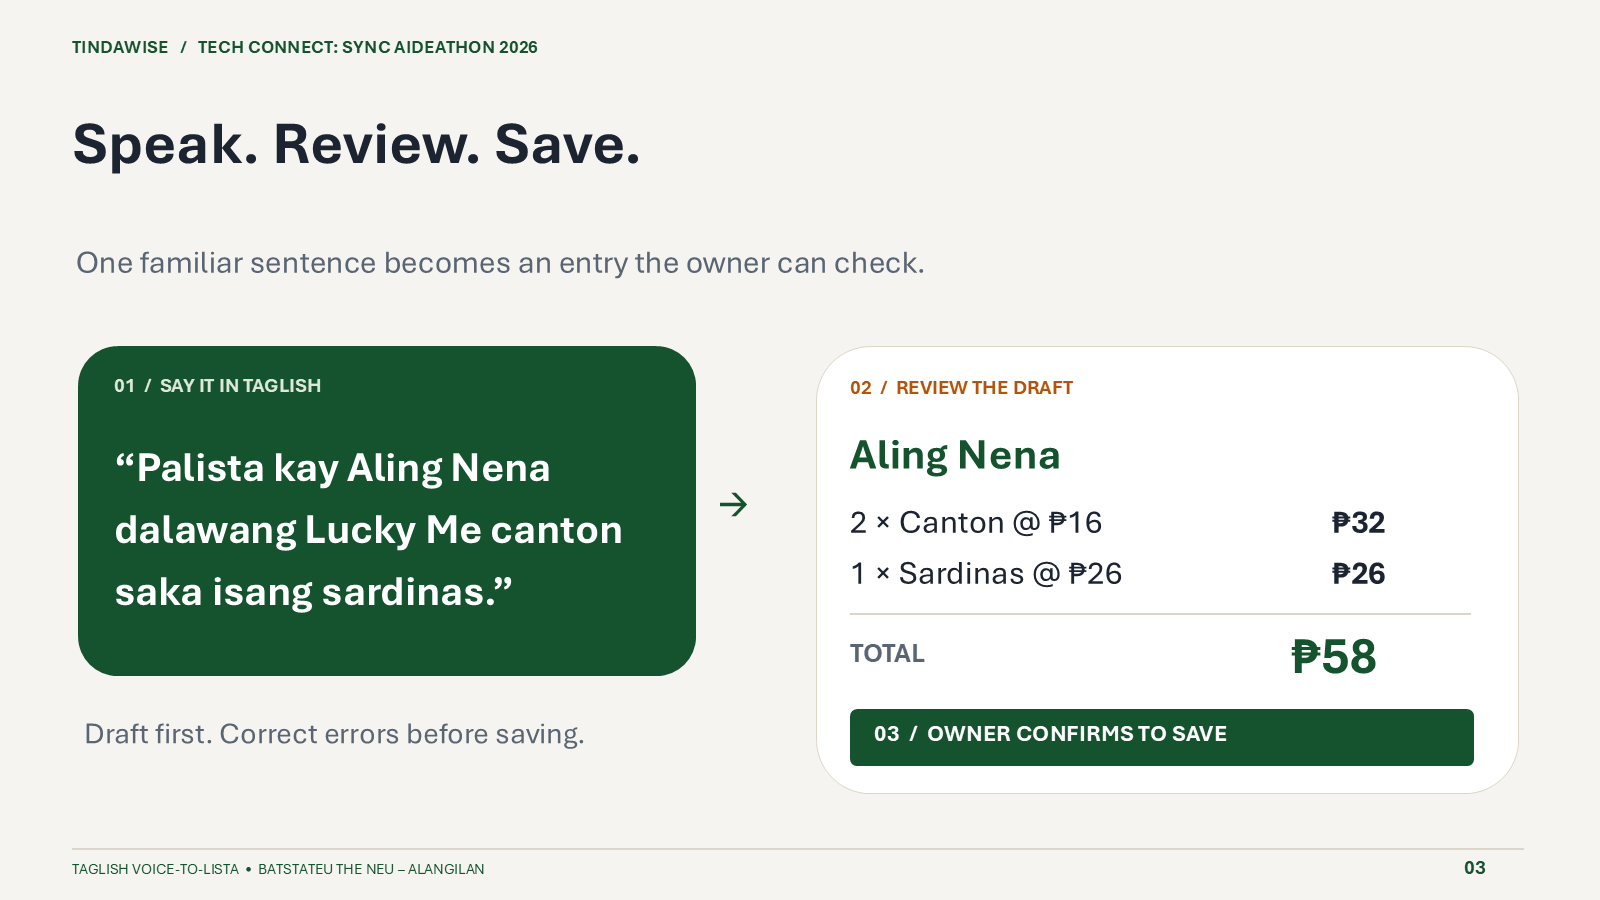 TINDAWISE / TECH CONNECT: SYNC AIDEATHON 2026
Speak. Review. Save.
One familiar sentence becomes an entry the owner can check.
01 / SAY IT IN TAGLISH
“Palista kay Aling Nena
dalawang Lucky Me canton
saka isang sardinas.”
→
Draft first. Correct errors before saving.
02 / REVIEW THE DRAFT
Aling Nena
2 × Canton @ ₱16 ₱32
1 × Sardinas @ ₱26 ₱26
TOTAL ₱58
03 / OWNER CONFIRMS TO SAVE
TAGLISH VOICE-TO-LISTA • BATSTATEU THE NEU – ALANGILAN 03